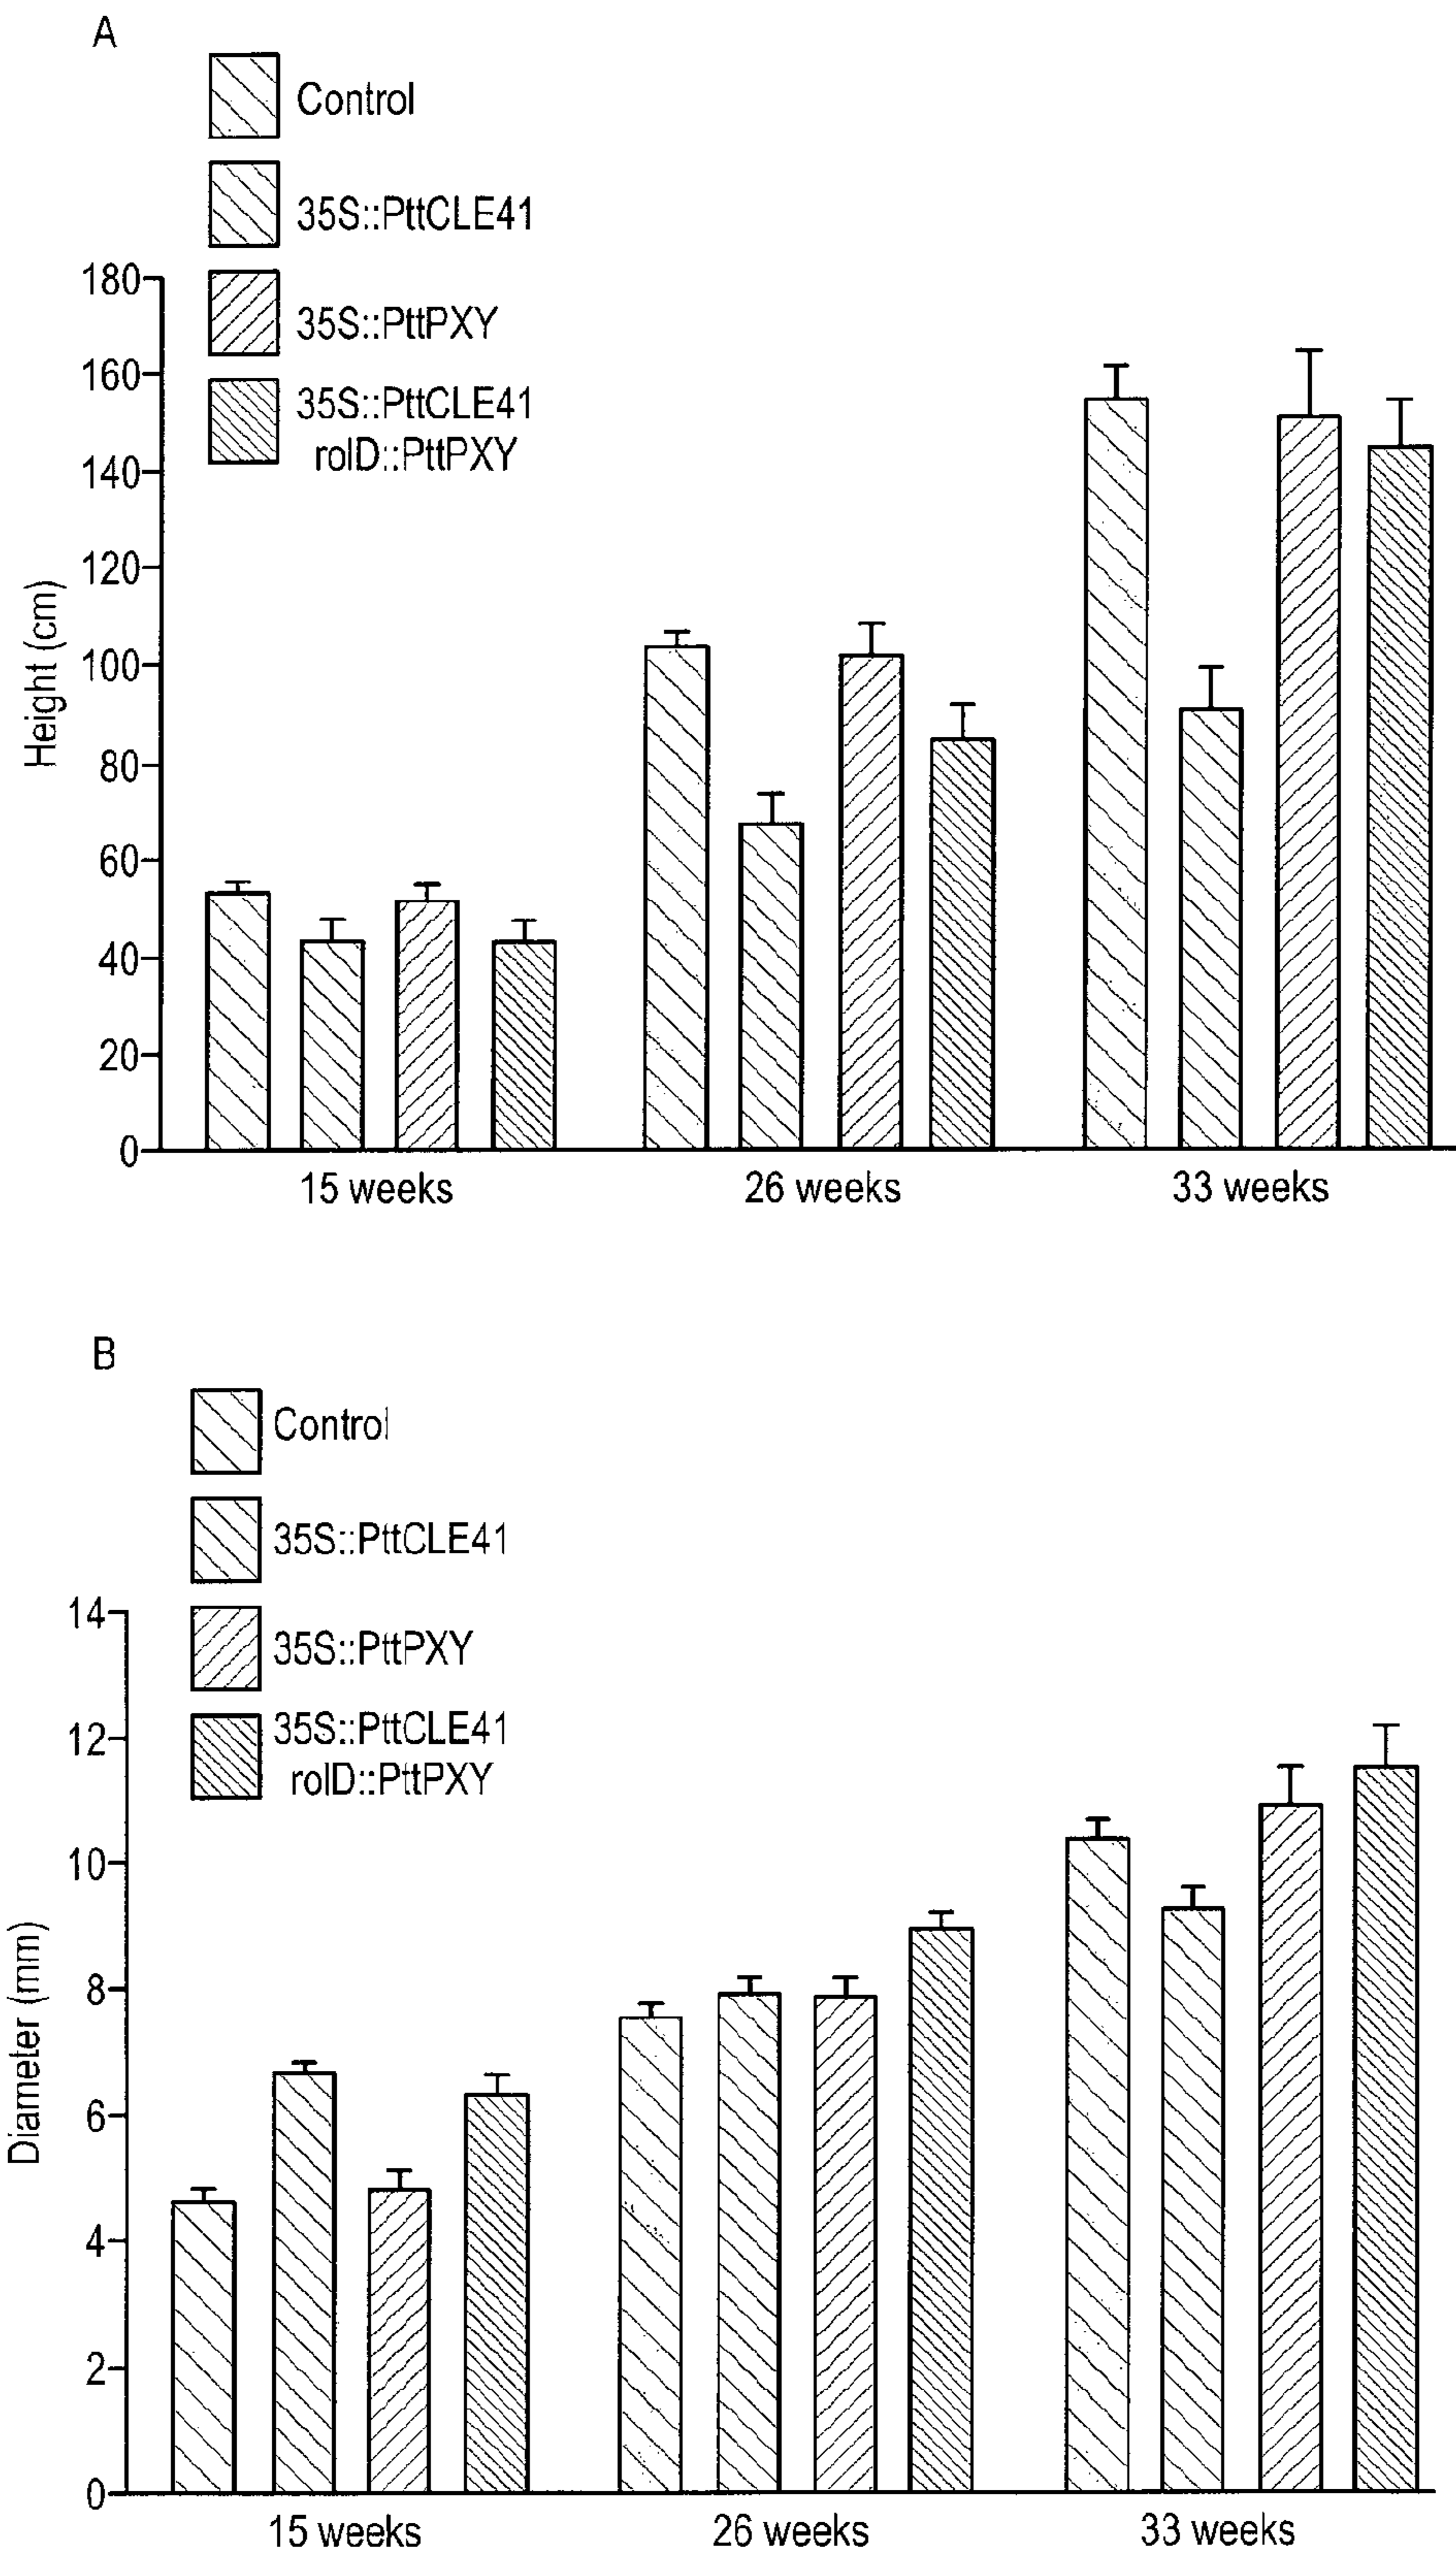 A
Control
35S::PttCLE41
35S::PttPXY
35S::PttCLE41
rolD::PttPXY
180
160
140
120
100
80
60
40
20
0
Height (cm)
15 weeks
26 weeks
33 weeks
B
Control
35S::PttCLE41
35S::PttPXY
35S::PttCLE41
rolD::PttPXY
14
12
10
8
6
4
2
0
Diameter (mm)
15 weeks
26 weeks
33 weeks